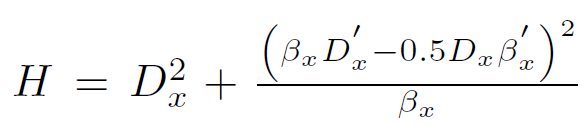 H = D_x^2 + \frac{\left(\beta_x D_x^{'} - 0.5 D_x \beta_x^{'}\right)^2}{\beta_x}